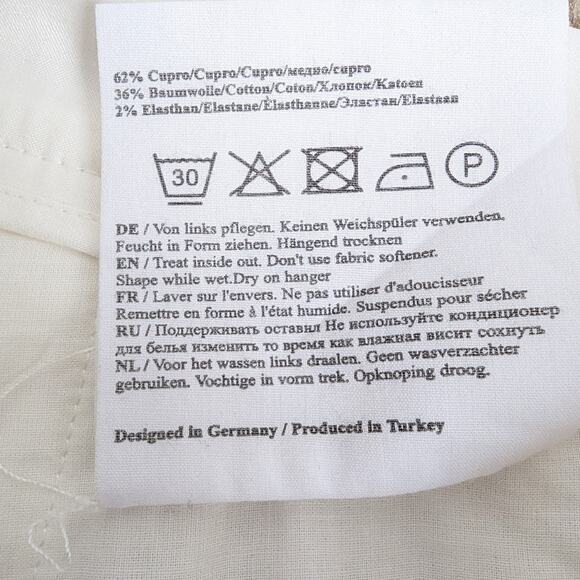 62% Cupro/Cupro/Cupro/медно/cupro
36% Baumwolle/Cotton/Coton/Хлопок/Katoen
2% Elasthan/Elastane/Élasthanne/Эластан/Elastaan
30 P
DE / Von links pflegen. Keinen Weichspüler verwenden.
Feucht in Form ziehen. Hängend trocknen
EN / Treat inside out. Don't use fabric softener.
Shape while wet.Dry on hanger
FR / Laver sur l'envers. Ne pas utiliser d'adoucisseur
Remettre en forme à l'état humide. Suspendus pour sécher
RU / Поддерживать оставил Не используйте кондиционер
для белья изменить то время как влажная висит сохнуть
NL / Voor het wassen links draalen. Geen wasverzachter
gebruiken. Vochtige in vorm trek. Opknoping droog.
Designed in Germany / Produced in Turkey